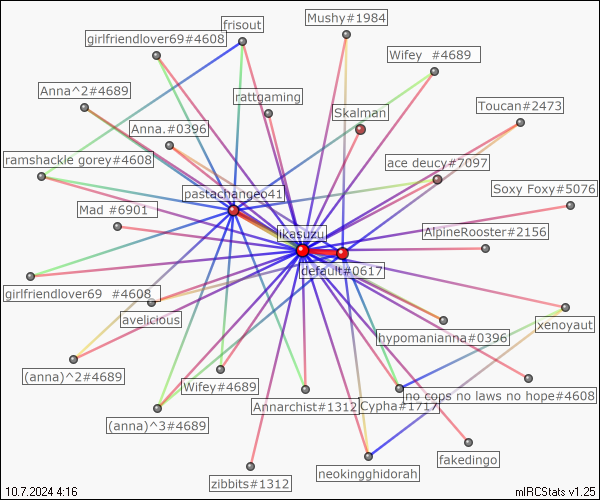 Mushy#1984
frisout
girlfriendlover69#4608
Wifey  #4689
Anna^2#4689
rattgaming
Toucan#2473
Skalman
Anna.#0396
ramshackle gorey#4608
ace deucy#7097
pastachangeo41
Soxy Foxy#5076
Mad #6901
ikasuzu
AlpineRooster#2156
default#0617
girlfriendlover69  #4608
avelicious
xenoyaut
hypomanianna#0396
(anna)^2#4689
Wifey#4689
no cops no laws no hope#4608
Annarchist#1312
Cypha#1717
(anna)^3#4689
fakedingo
neokingghidorah
zibbits#1312
10.7.2024 4:16
mIRCStats v1.25